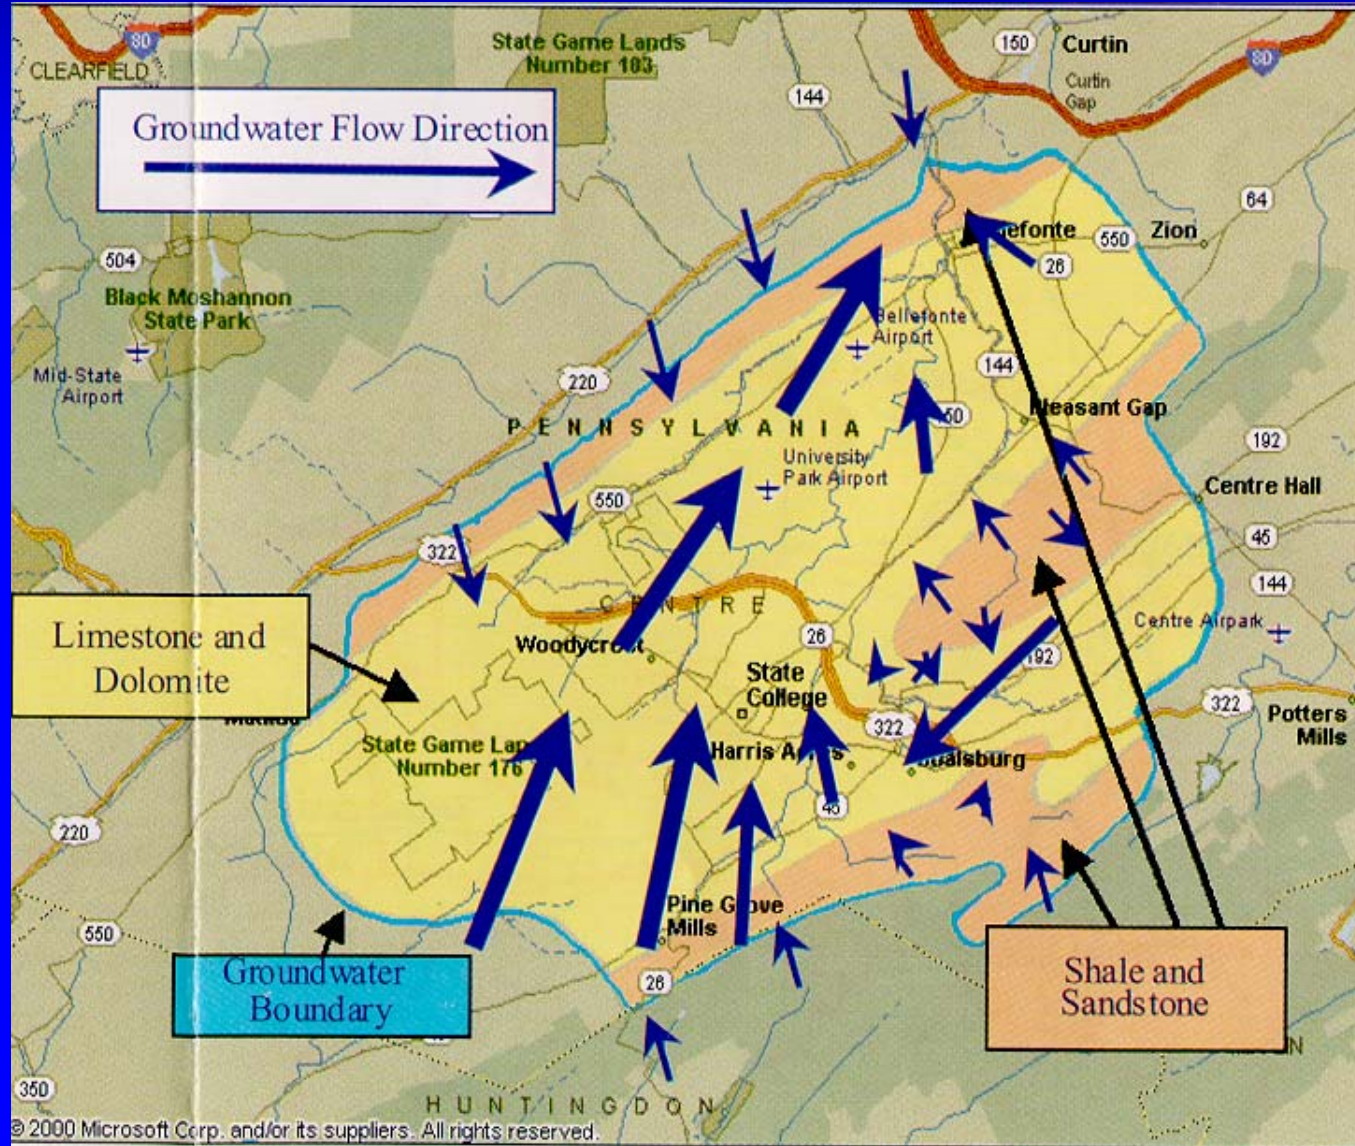 80
CLEARFIELD
State Game Lands
Number 103
144
150
Curtin
Curtin
Gap
80
Groundwater Flow Direction
64
504
Black Moshannon
State Park
550
Zion
26
Mid-State
Airport
Bellefonte
Airport
220
144
PENNSYLVANIA
Pleasant Gap
192
University
Park Airport
550
Centre Hall
322
45
144
CENTRE
Centre Airpark
Limestone and
Dolomite
Woodycrest
26
192
State
College
322
322
Potters
Mills
State Game
Number 176
Harris
Boalsburg
45
220
Pine Grove
Mills
550
Groundwater
Boundary
26
Shale and
Sandstone
350
HUNTINGDON
© 2000 Microsoft Corp. and/or its suppliers. All rights reserved.